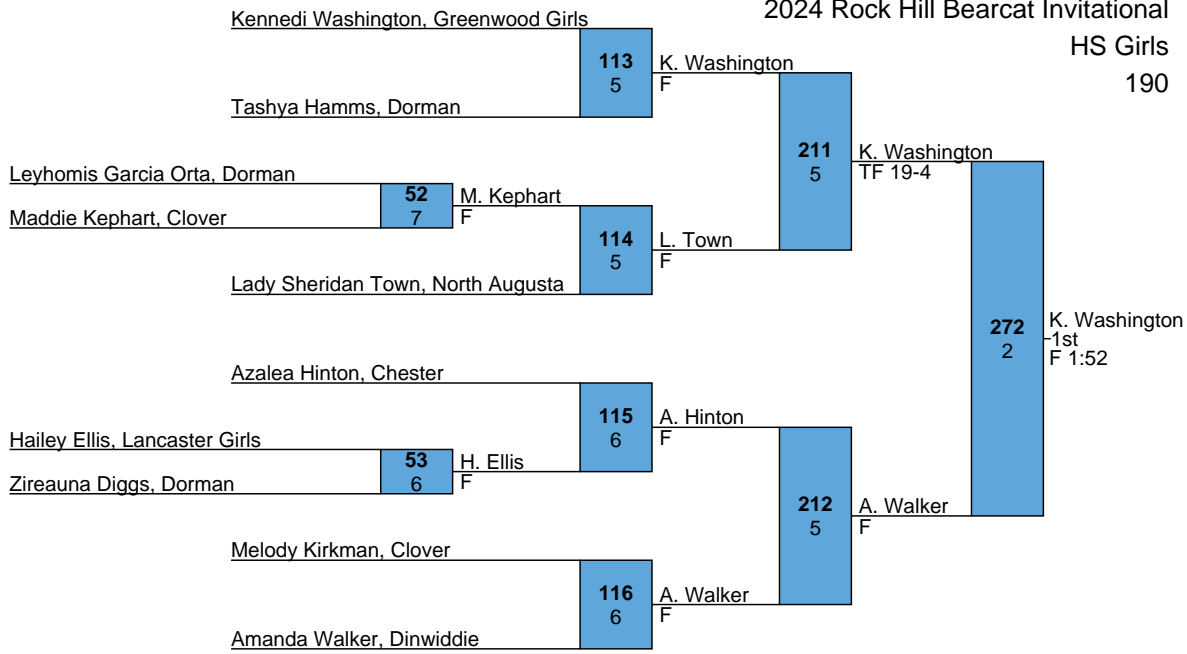 2024 Rock Hill Bearcat Invitational
HS Girls
190
Kennedi Washington, Greenwood Girls
113
5
K. Washington
F
Tashya Hamms, Dorman
211
5
K. Washington
TF 19-4
Leyhomis Garcia Orta, Dorman
52
7
M. Kephart
F
Maddie Kephart, Clover
114
5
L. Town
F
Lady Sheridan Town, North Augusta
272
2
K. Washington
1st
F 1:52
Azalea Hinton, Chester
115
6
A. Hinton
F
Hailey Ellis, Lancaster Girls
53
6
H. Ellis
F
Zireauna Diggs, Dorman
212
5
A. Walker
F
Melody Kirkman, Clover
116
6
A. Walker
F
Amanda Walker, Dinwiddie